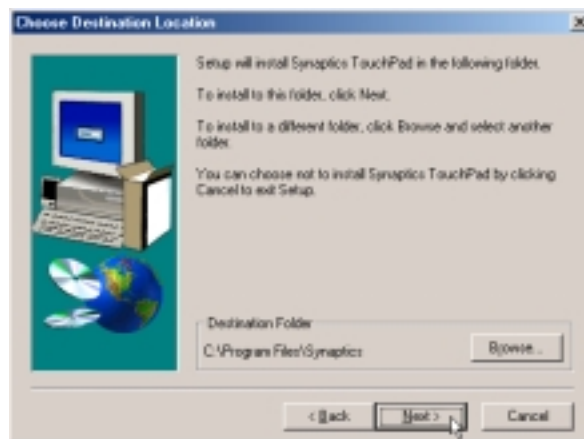 Choose Destination Location
Setup will install Synaptics TouchPad in the following folder.
To install to this folder, click Next.
To install to a different folder, click Browse and select another
folder.
You can choose not to install Synaptics TouchPad by clicking
Cancel to exit Setup.
Destination Folder
C:\Program Files\Synaptics
Browse...
< Back
Next >
Cancel